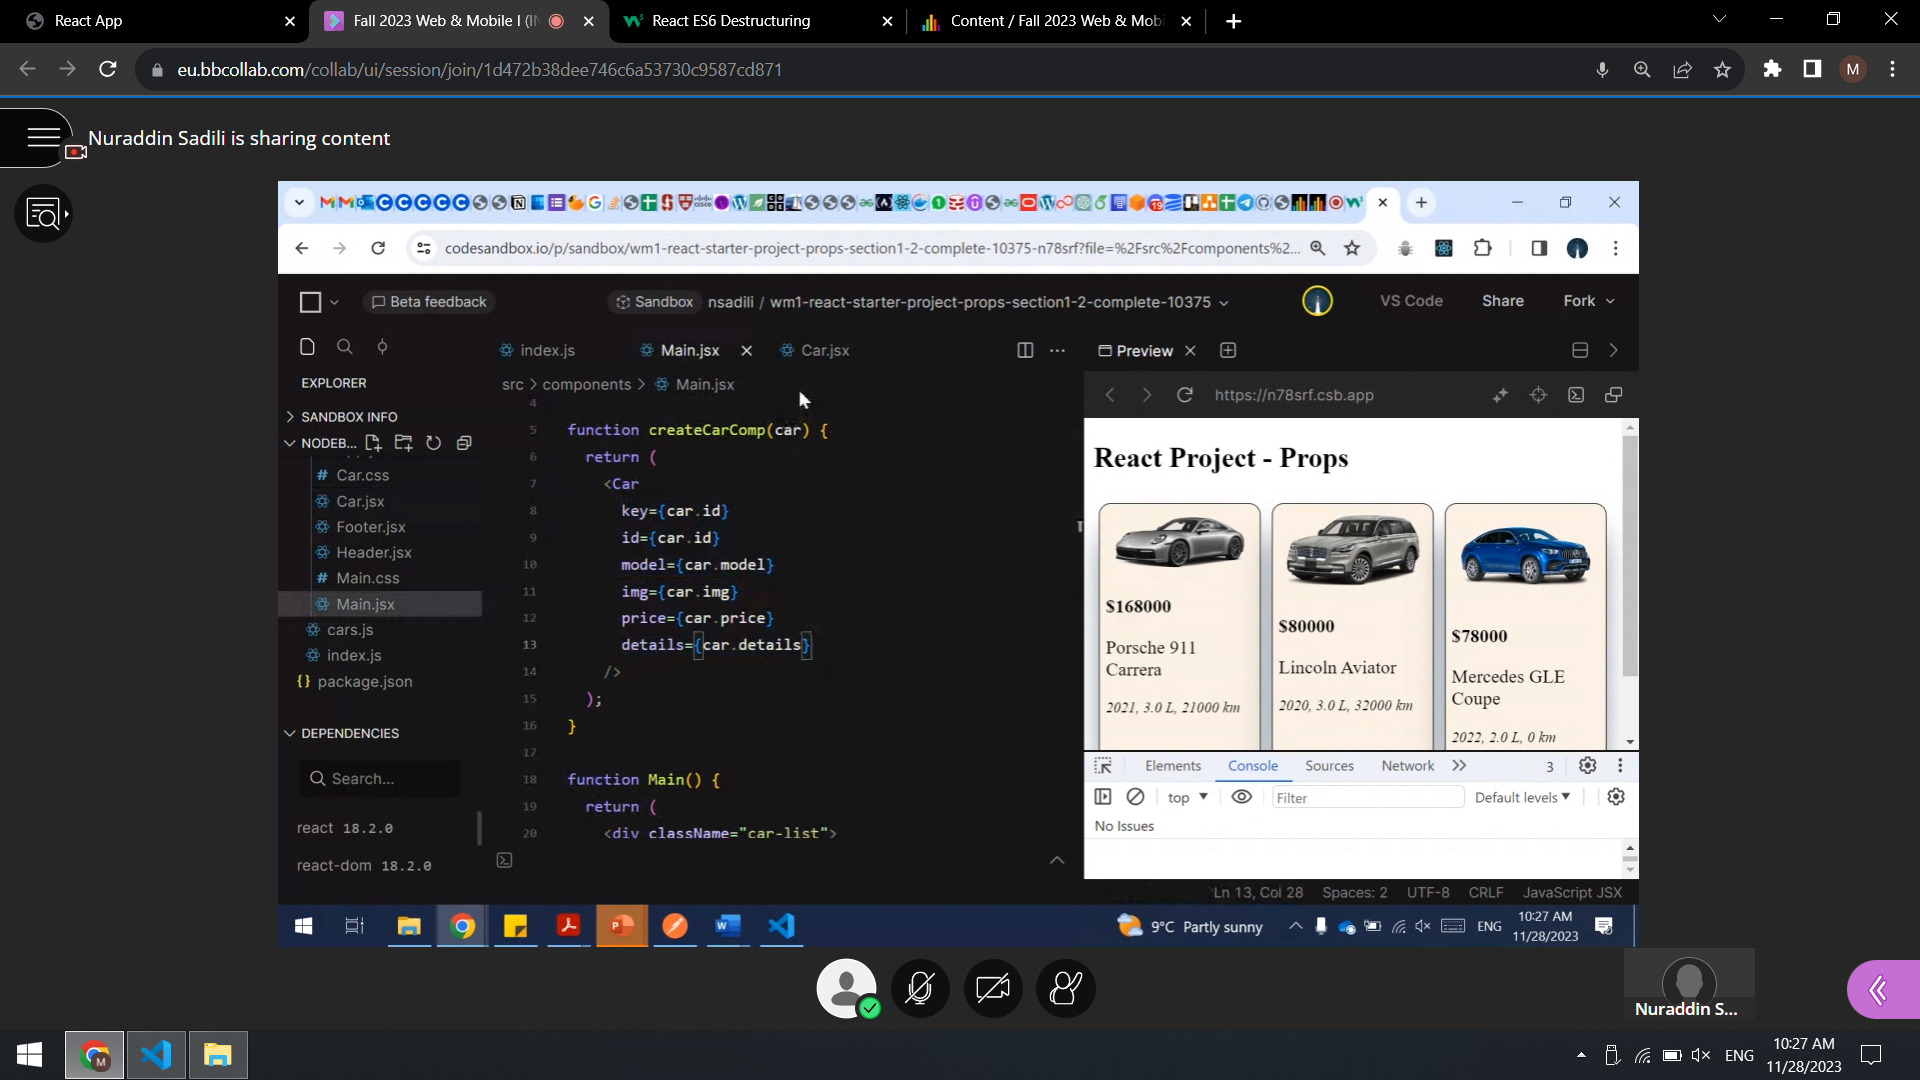 React App
Fall 2023 Web & Mobile I (IN
React ES6 Destructuring
Content / Fall 2023 Web & Mobi
eu.bbcollab.com/collab/ui/session/join/1d472b38dee746c6a53730c9587cd871
M
Nuraddin Sadili is sharing content
codesandbox.io/p/sandbox/wm1-react-starter-project-props-section1-2-complete-10375-n78srf?file=%2Fsrc%2Fcomponents%2...
Beta feedback
Sandbox
nsadili / wm1-react-starter-project-props-section1-2-complete-10375
VS Code
Share
Fork
index.js
Main.jsx
Car.jsx
Preview
EXPLORER
src > components > Main.jsx
https://n78srf.csb.app
SANDBOX INFO
NODEB...
Car.css
Car.jsx
Footer.jsx
Header.jsx
Main.css
Main.jsx
cars.js
index.js
package.json
DEPENDENCIES
Search...
react 18.2.0
react-dom 18.2.0
4
5 function createCarComp(car) {
6 return (
7 <Car
8 key={car.id}
9 id={car.id}
10 model={car.model}
11 img={car.img}
12 price={car.price}
13 details={car.details}
14 />
15 );
16 }
17
18 function Main() {
19 return (
20 <div className="car-list">
React Project - Props
$168000
Porsche 911
Carrera
2021, 3.0 L, 21000 km
$80000
Lincoln Aviator
2020, 3.0 L, 32000 km
$78000
Mercedes GLE
Coupe
2022, 2.0 L, 0 km
Elements
Console
Sources
Network
3
top
Filter
Default levels
No Issues
Ln 13, Col 28
Spaces: 2
UTF-8
CRLF
JavaScript JSX
9°C Partly sunny
ENG
10:27 AM
11/28/2023
Nuraddin S...
M
ENG
10:27 AM
11/28/2023